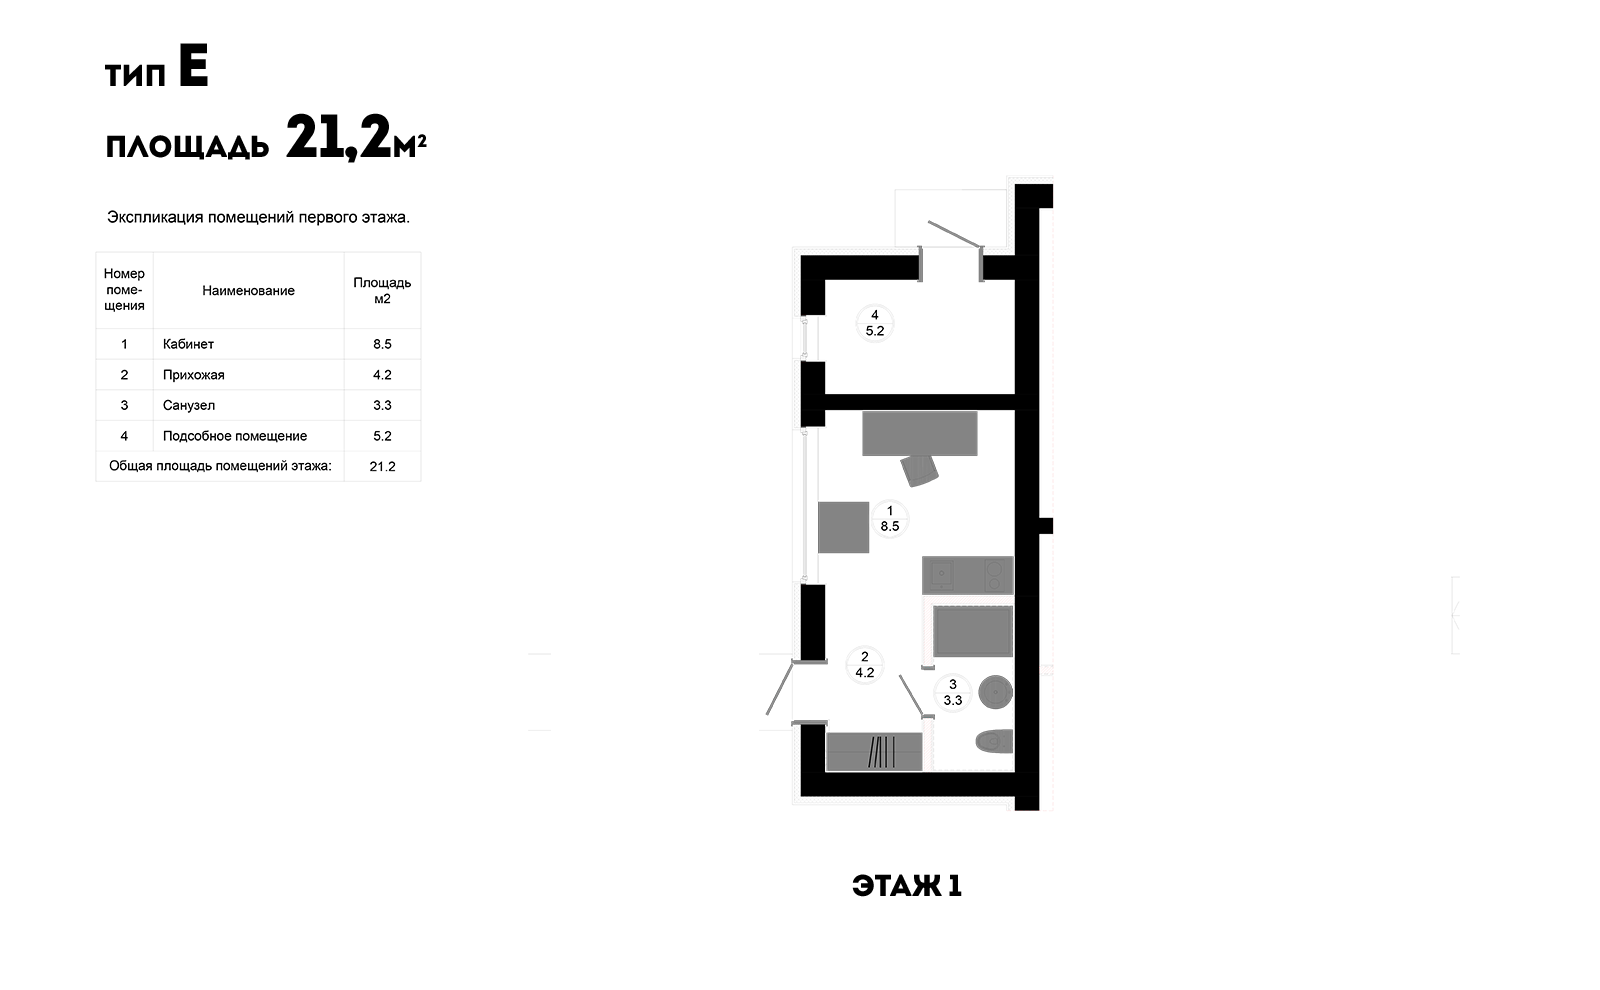 ТИП Е
ПЛОЩАДЬ 21,2М²
Экспликация помещений первого этажа.
Номер поме- щения Наименование Площадь м2
1 Кабинет 8.5
2 Прихожая 4.2
3 Санузел 3.3
4 Подсобное помещение 5.2
Общая площадь помещений этажа: 21.2
4
5.2
1
8.5
2
4.2
3
3.3
ЭТАЖ 1